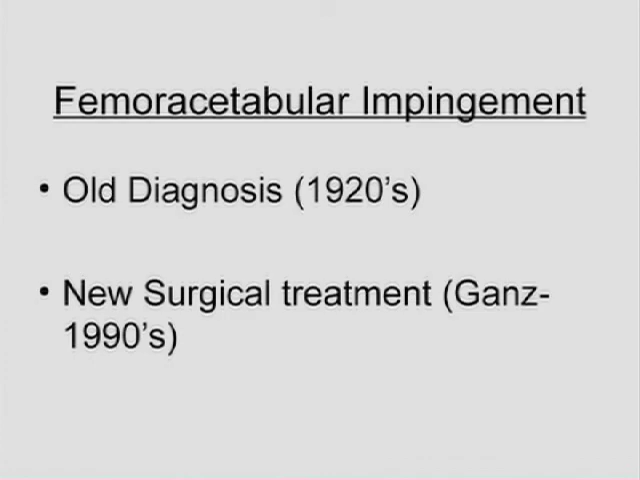 Femoracetabular Impingement
• Old Diagnosis (1920's)
• New Surgical treatment (Ganz-
1990's)